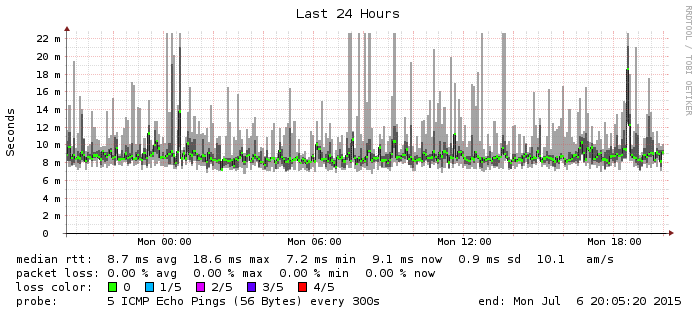 Last 24 Hours
RRDTOOL / TOBI OETIKER
Seconds
22 m
20 m
18 m
16 m
14 m
12 m
10 m
8 m
6 m
4 m
2 m
0
Mon 00:00 Mon 06:00 Mon 12:00 Mon 18:00
median rtt: 8.7 ms avg 18.6 ms max 7.2 ms min 9.1 ms now 0.9 ms sd 10.1 am/s
packet loss: 0.00 % avg 0.00 % max 0.00 % min 0.00 % now
loss color: 0 1/5 2/5 3/5 4/5
probe: 5 ICMP Echo Pings (56 Bytes) every 300s end: Mon Jul 6 20:05:20 2015